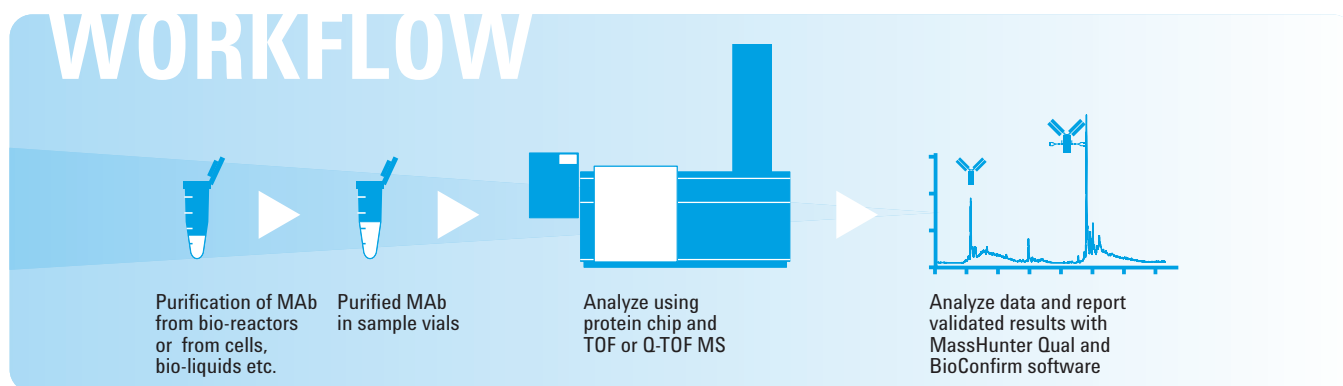 WORKFLOW
Purification of MAb
from bio-reactors
or from cells,
bio-liquids etc.
Purified MAb
in sample vials
Analyze using
protein chip and
TOF or Q-TOF MS
Analyze data and report
validated results with
MassHunter Qual and
BioConfirm software